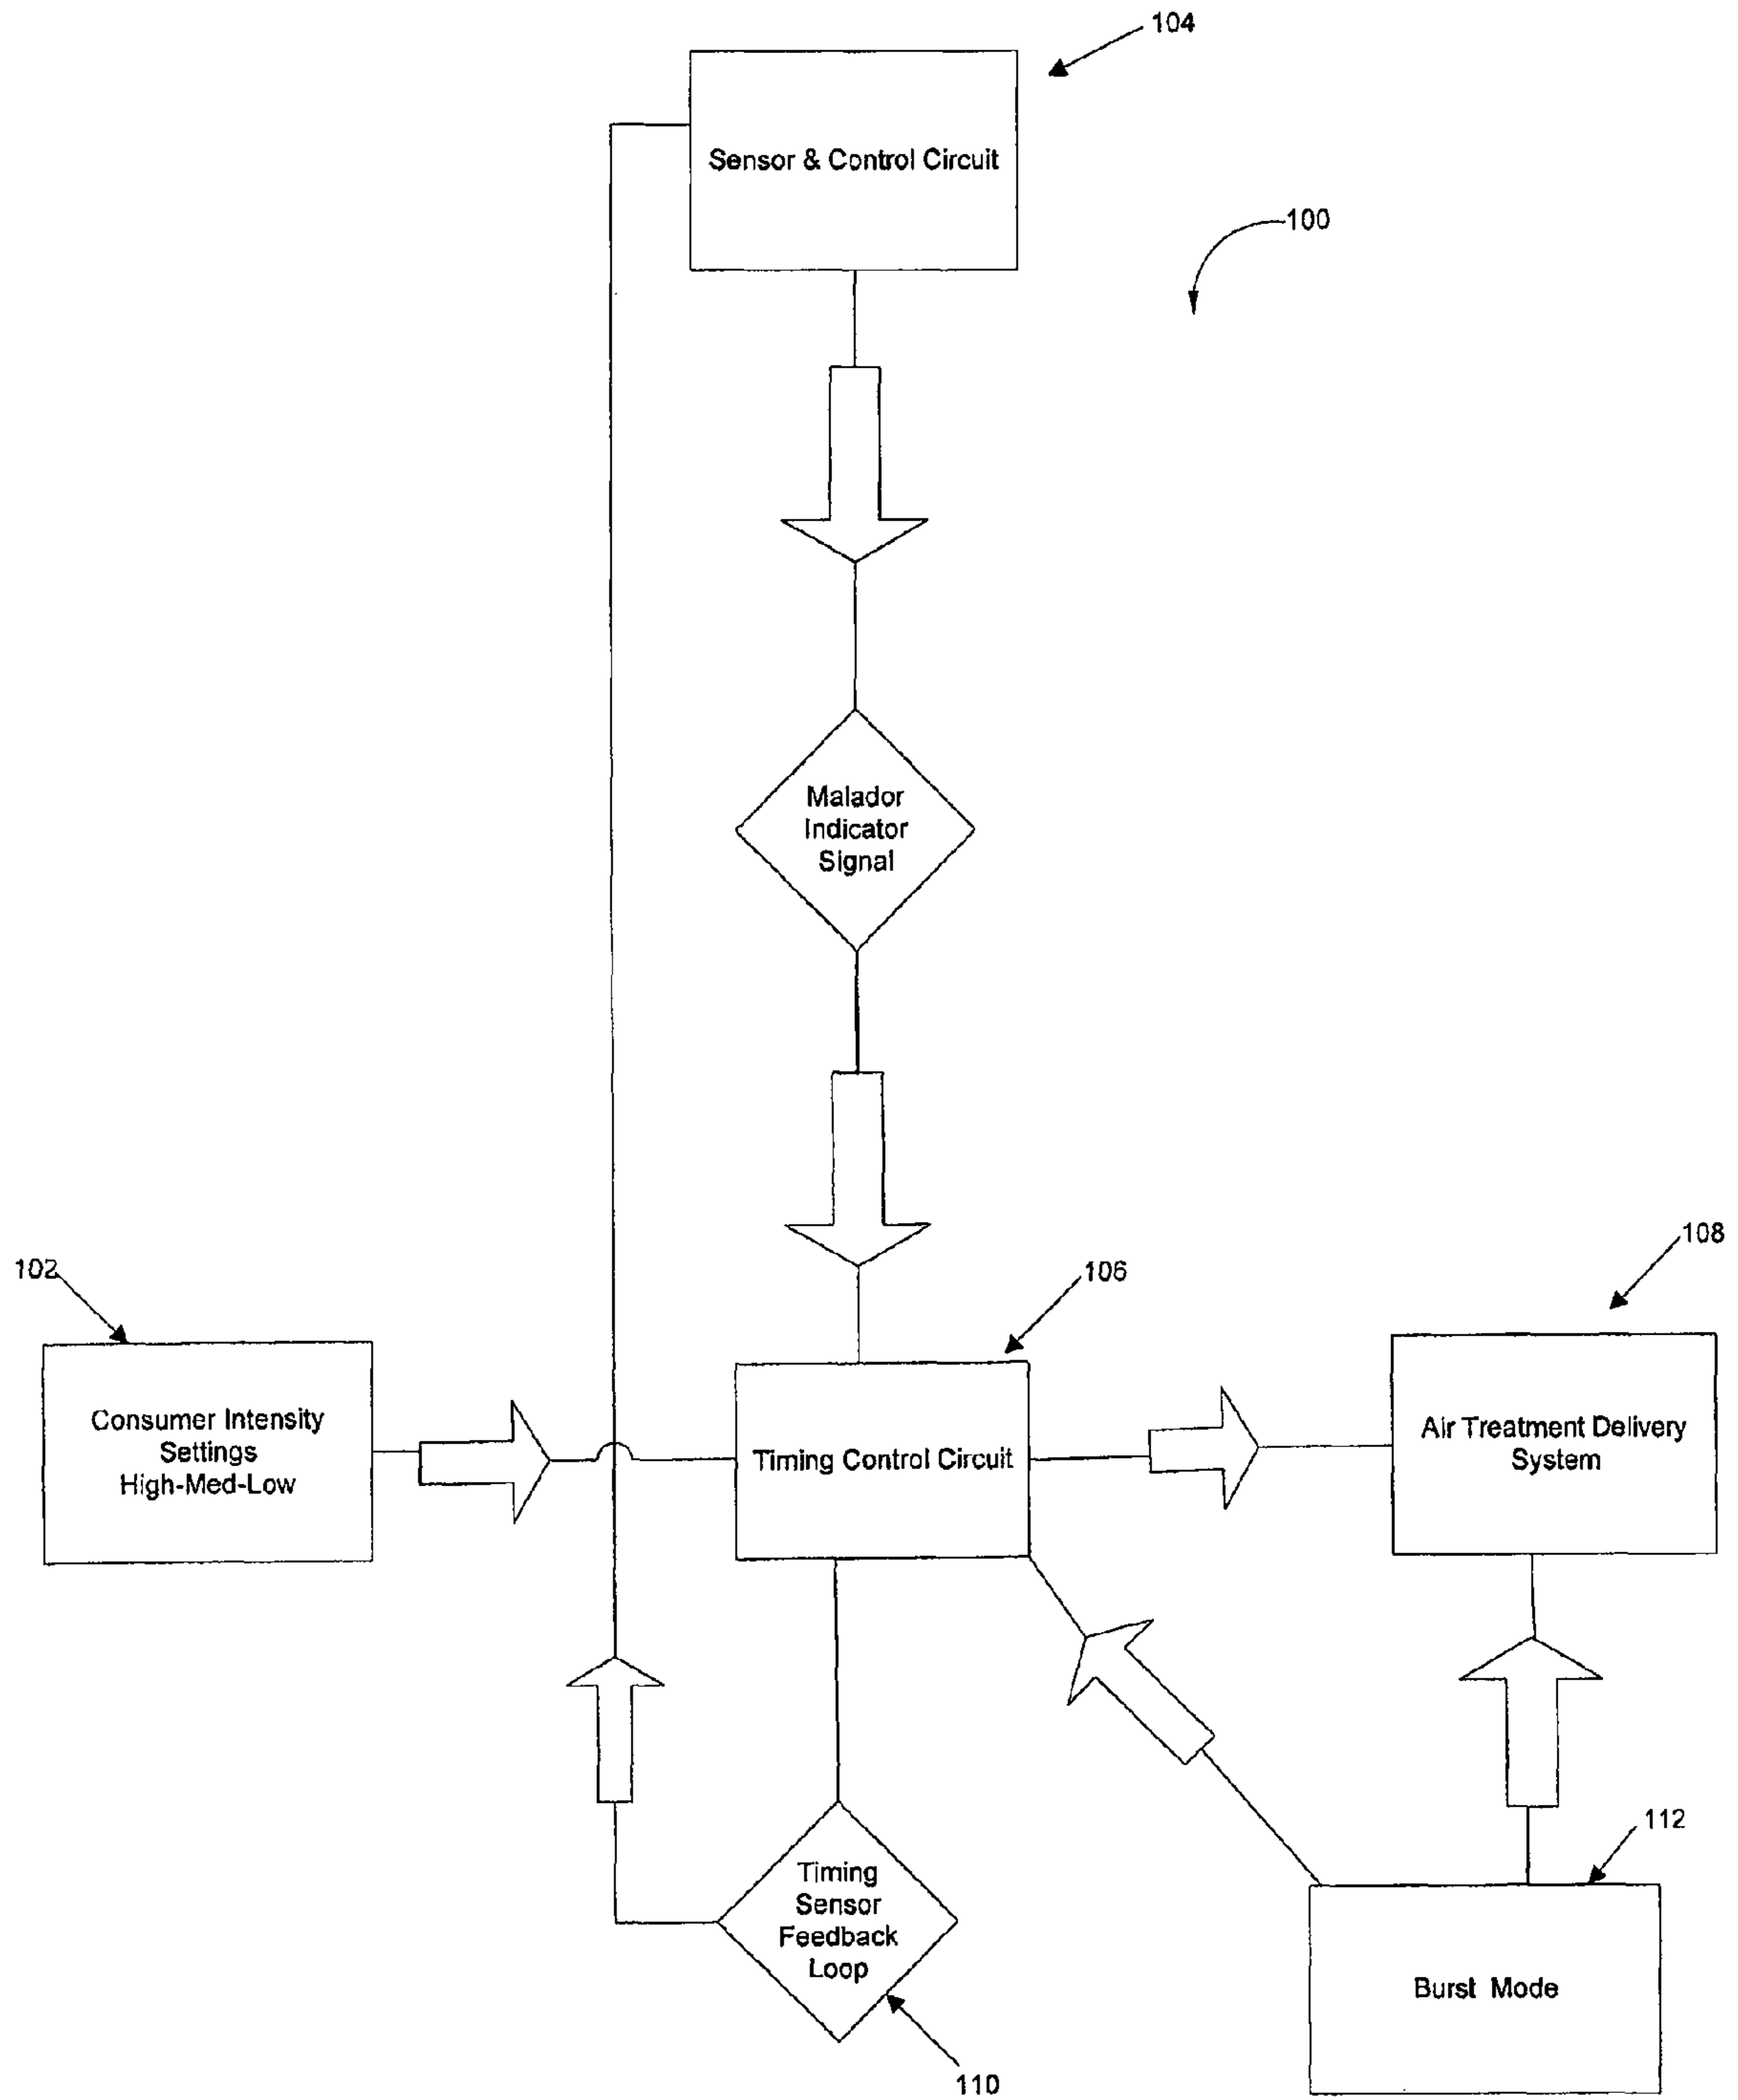 104
Sensor & Control Circuit
100
Malador
Indicator
Signal
102
106
108
Consumer Intensity
Settings
High-Med-Low
Timing Control Circuit
Air Treatment Delivery
System
112
Timing
Sensor
Feedback
Loop
Burst Mode
110